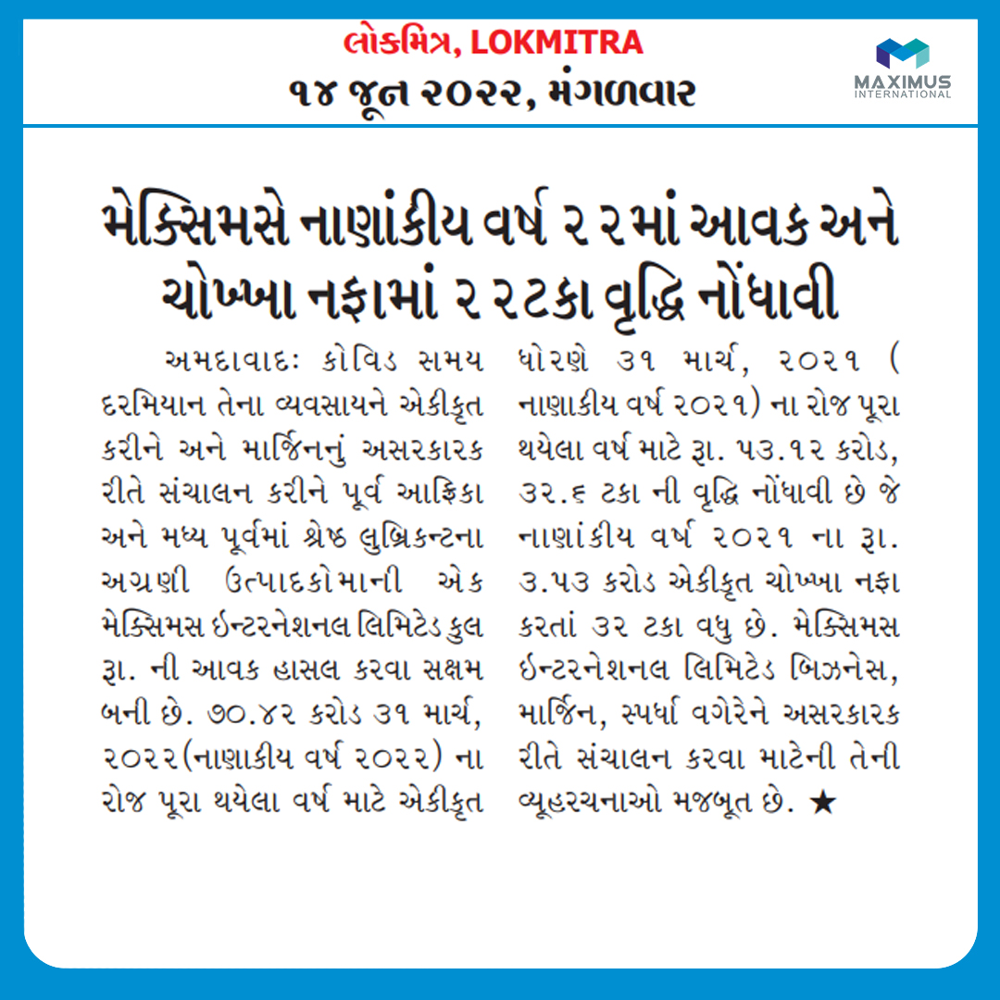 લોકમિત્ર, LOKMITRA
૧૪ જૂન ૨૦૨૨, મંગળવાર
MAXIMUS
INTERNATIONAL
મેક્સિમસે નાણાંકીય વર્ષ ૨૨માં આવક અને
ચોખ્ખા નફામાં ૨૨ટકા વૃદ્ધિ નોંધાવી
અમદાવાદઃ કોવિડ સમય
દરમિયાન તેના વ્યવસાયને એકીકૃત
કરીને અને માર્જિનનું અસરકારક
રીતે સંચાલન કરીને પૂર્વ આફ્રિકા
અને મધ્ય પૂર્વમાં શ્રેષ્ઠ લુબ્રિકન્ટના
અગ્રણી ઉત્પાદકોમાની એક
મેક્સિમસ ઇન્ટરનેશનલ લિમિટેડ કુલ
રૂા. ની આવક હાસલ કરવા સક્ષમ
બની છે. ૭૦.૪૨ કરોડ ૩૧ માર્ચ,
૨૦૨૨(નાણાકીય વર્ષ ૨૦૨૨) ના
રોજ પૂરા થયેલા વર્ષ માટે એકીકૃત
ધોરણે ૩૧ માર્ચ, ૨૦૨૧ (
નાણાકીય વર્ષ ૨૦૨૧) ના રોજ પૂરા
થયેલા વર્ષ માટે રૂા. ૫૩.૧૨ કરોડ,
૩૨.૬ ટકા ની વૃદ્ધિ નોંધાવી છે જે
નાણાંકીય વર્ષ ૨૦૨૧ ના રૂા.
૩.૫૩ કરોડ એકીકૃત ચોખ્ખા નફા
કરતાં ૩૨ ટકા વધુ છે. મેક્સિમસ
ઇન્ટરનેશનલ લિમિટેડ બિઝનેસ,
માર્જિન, સ્પર્ધા વગેરેને અસરકારક
રીતે સંચાલન કરવા માટેની તેની
વ્યૂહરચનાઓ મજબૂત છે. ★